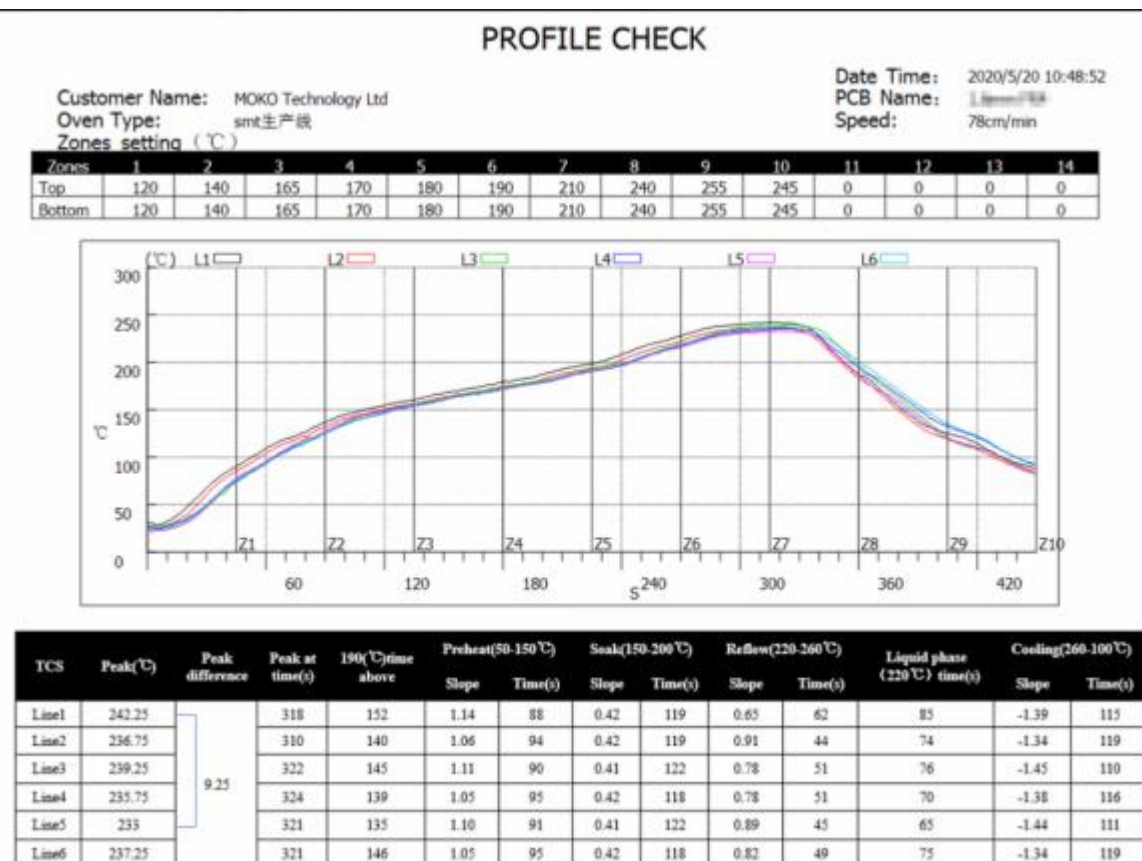 PROFILE CHECK
Date Time: 2020/5/20 10:48:52
Customer Name: MOKO Technology Ltd
PCB Name:
Oven Type: smt生产线
Speed: 78cm/min
Zones setting (℃)
Zones 1 2 3 4 5 6 7 8 9 10 11 12 13 14
Top 120 140 165 170 180 190 210 240 255 245 0 0 0 0
Bottom 120 140 165 170 180 190 210 240 255 245 0 0 0 0
(℃) L1 L2 L3 L4 L5 L6
300
250
200
150
℃
100
50
0
Z1 Z2 Z3 Z4 Z5 Z6 Z7 Z8 Z9 Z10
60 120 180 240 300 360 420
S
TCS Peak(℃) Peak difference Peak at time(s) 190(℃)time above Preheat(50-150℃) Soak(150-200℃) Reflow(220-260℃) Liquid phase (220℃) time(s) Cooling(260-100℃)
Slope Time(s) Slope Time(s) Slope Time(s) Slope Time(s)
Line1 242.25 318 152 1.14 88 0.42 119 0.65 62 85 -1.39 115
Line2 236.75 310 140 1.06 94 0.42 119 0.91 44 74 -1.34 119
Line3 239.25 322 145 1.11 90 0.41 122 0.78 51 76 -1.45 110
9.25
Line4 235.75 324 139 1.05 95 0.42 118 0.78 51 70 -1.38 116
Line5 233 321 135 1.10 91 0.41 122 0.89 45 65 -1.44 111
Line6 237.25 321 146 1.05 95 0.42 118 0.82 49 75 -1.34 119